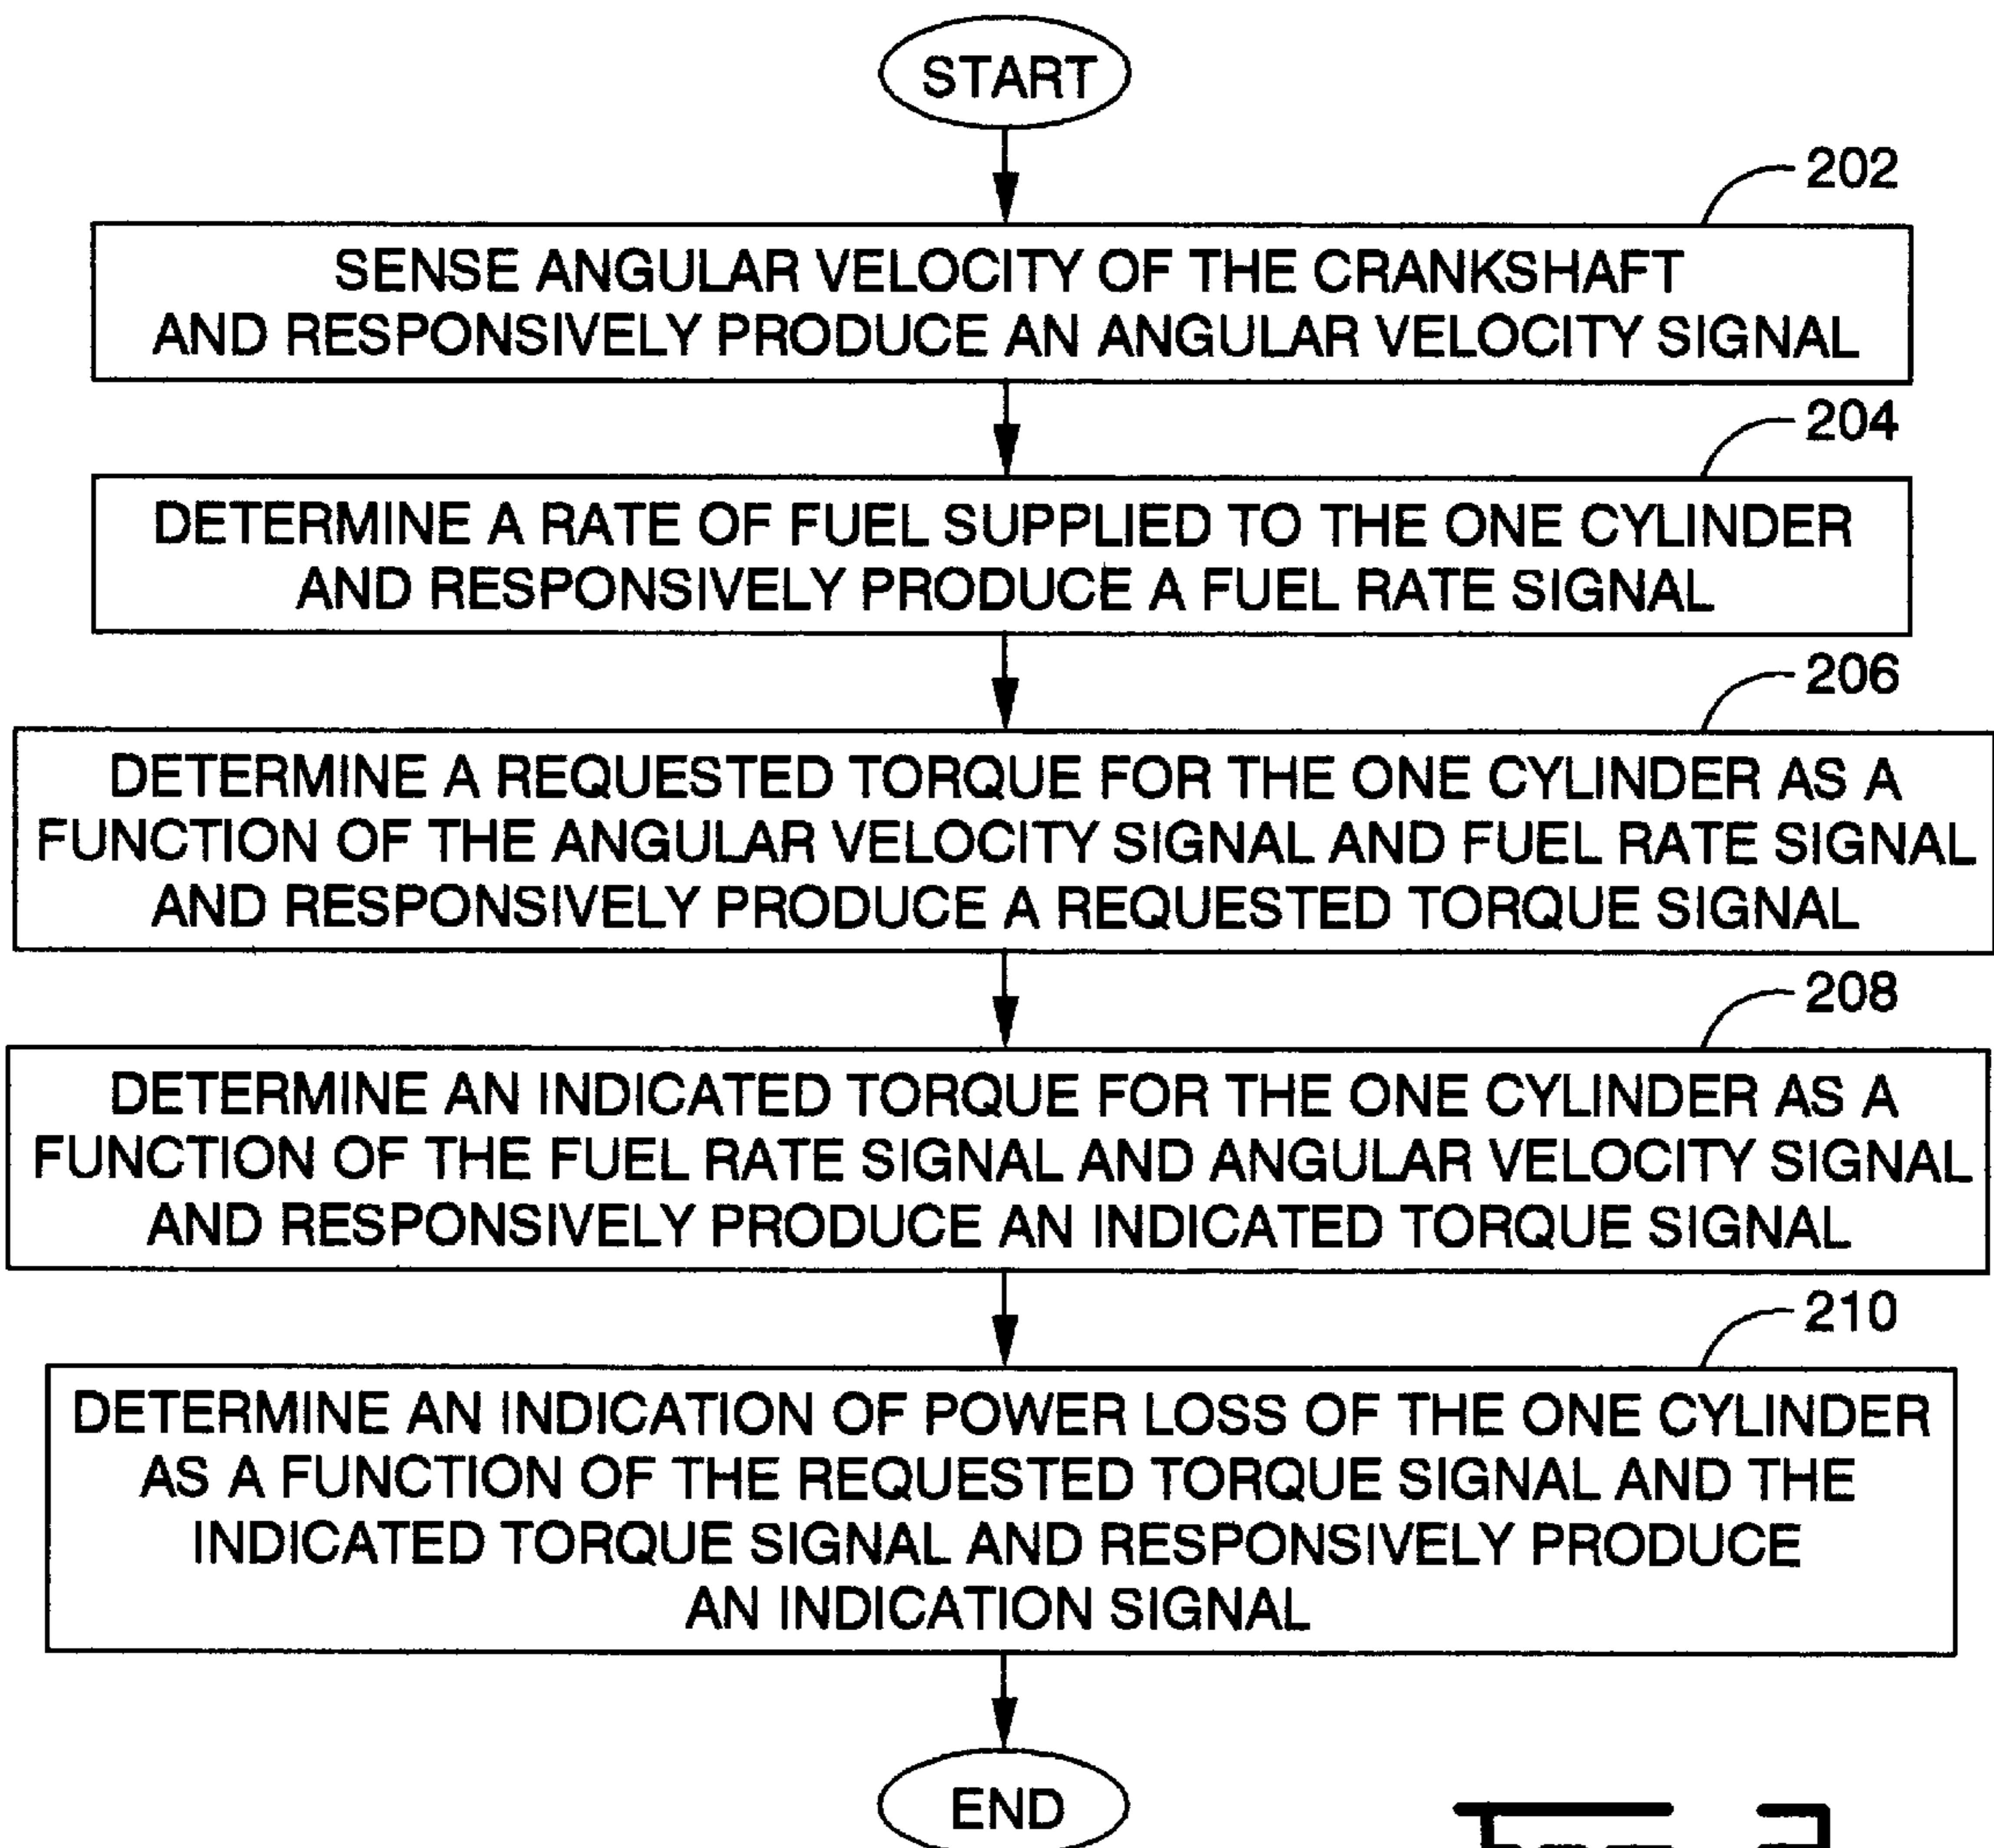 START
202
SENSE ANGULAR VELOCITY OF THE CRANKSHAFT
AND RESPONSIVELY PRODUCE AN ANGULAR VELOCITY SIGNAL
204
DETERMINE A RATE OF FUEL SUPPLIED TO THE ONE CYLINDER
AND RESPONSIVELY PRODUCE A FUEL RATE SIGNAL
206
DETERMINE A REQUESTED TORQUE FOR THE ONE CYLINDER AS A
FUNCTION OF THE ANGULAR VELOCITY SIGNAL AND FUEL RATE SIGNAL
AND RESPONSIVELY PRODUCE A REQUESTED TORQUE SIGNAL
208
DETERMINE AN INDICATED TORQUE FOR THE ONE CYLINDER AS A
FUNCTION OF THE FUEL RATE SIGNAL AND ANGULAR VELOCITY SIGNAL
AND RESPONSIVELY PRODUCE AN INDICATED TORQUE SIGNAL
210
DETERMINE AN INDICATION OF POWER LOSS OF THE ONE CYLINDER
AS A FUNCTION OF THE REQUESTED TORQUE SIGNAL AND THE
INDICATED TORQUE SIGNAL AND RESPONSIVELY PRODUCE
AN INDICATION SIGNAL
END